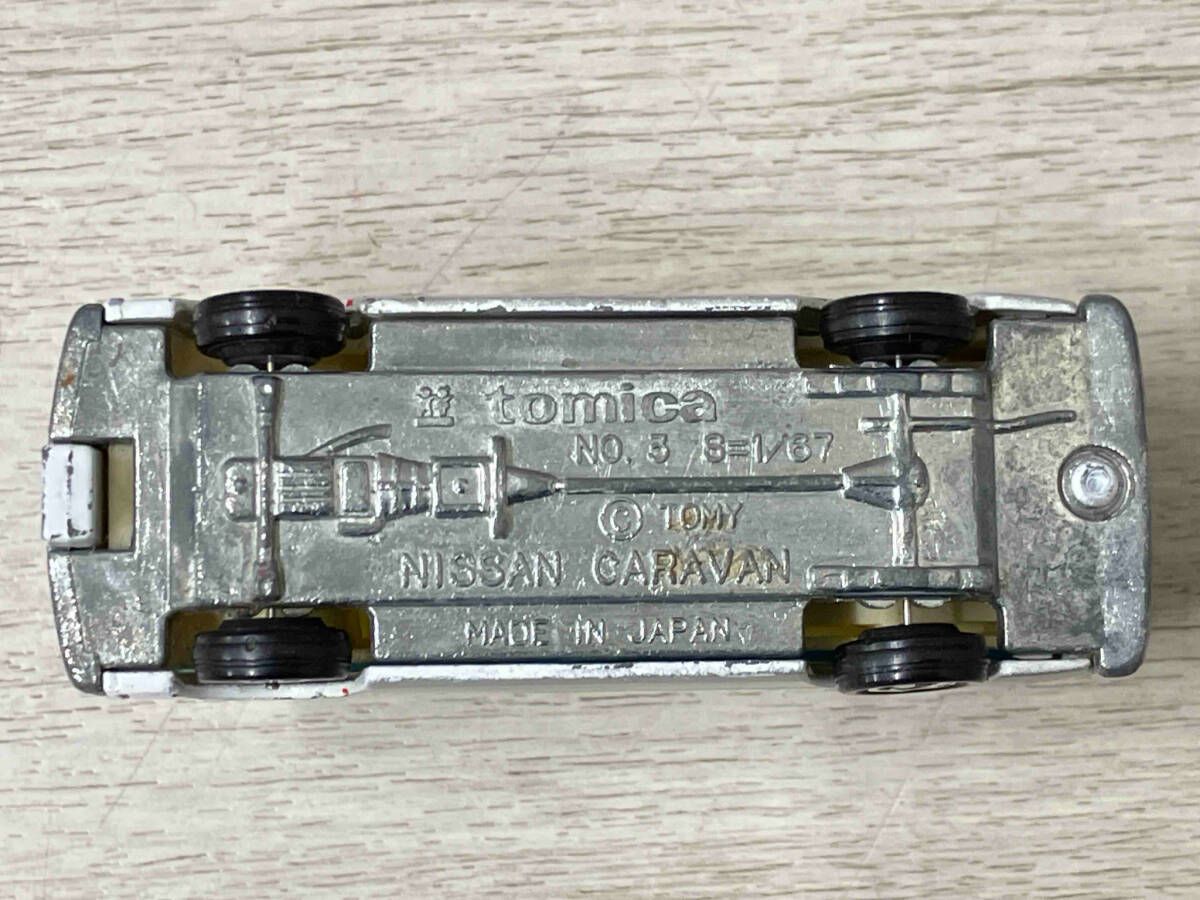 tomica
NO. 3 S=1/67
© TOMY
NISSAN CARAVAN
MADE IN JAPAN